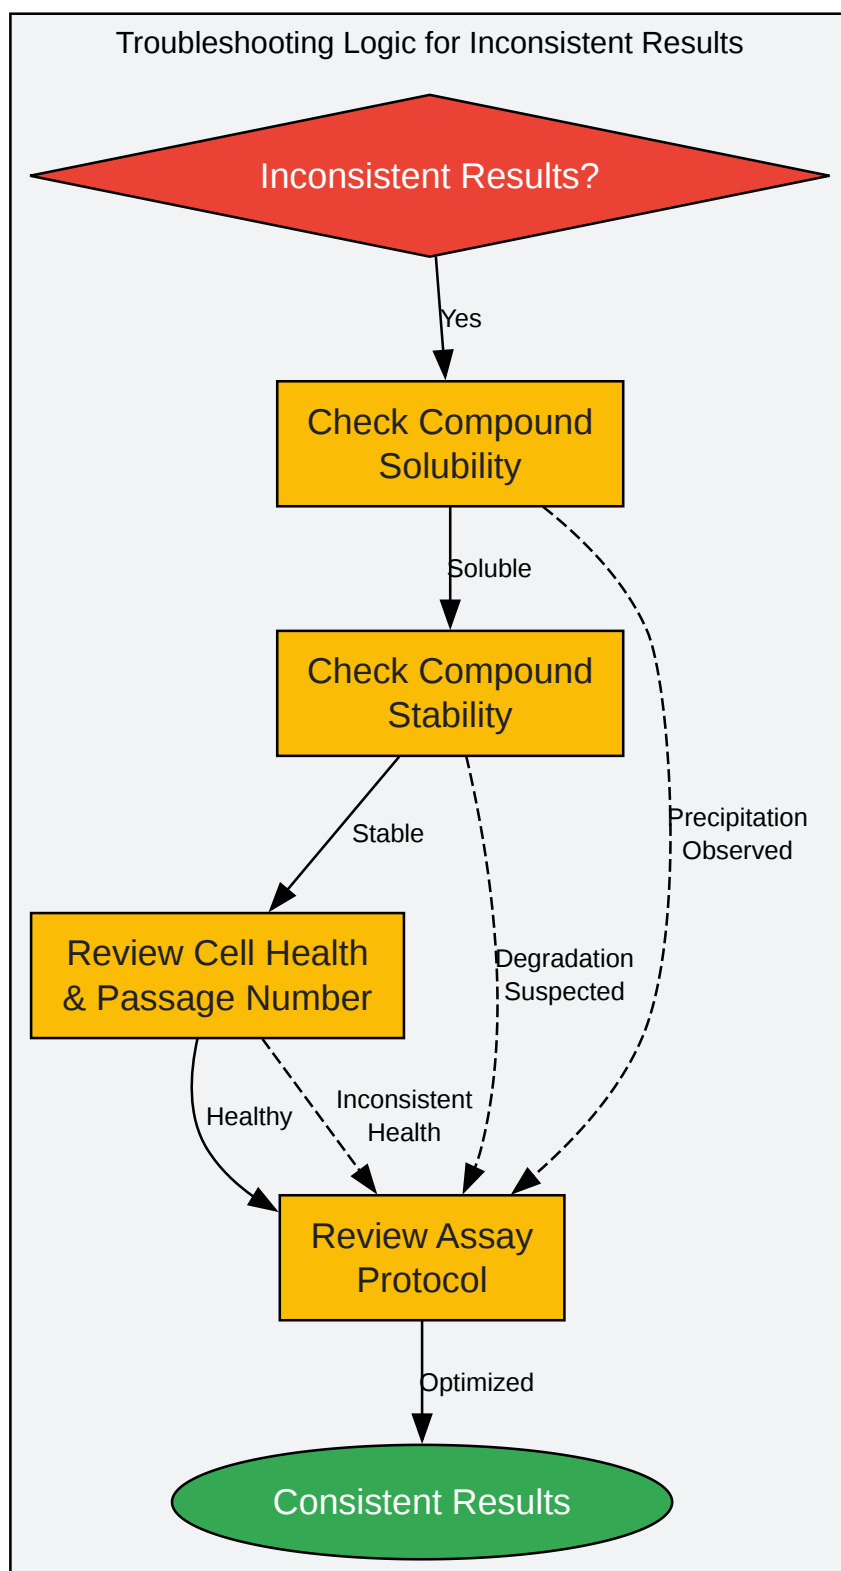 Troubleshooting Logic for Inconsistent Results
Inconsistent Results?
Yes
Check Compound
Solubility
Soluble
Check Compound
Stability
Precipitation
Observed
Stable
Review Cell Health
& Passage Number
Degradation
Suspected
Healthy
Inconsistent
Health
Review Assay
Protocol
Optimized
Consistent Results